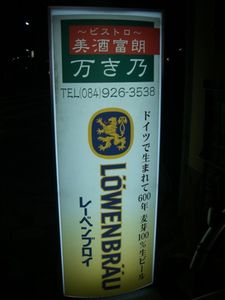 ～ビストロ～
美酒富朗
万き乃
TEL(084)926-3538
ドイツで生まれて
600年 麦芽100％生ビール
LÖWENBRÄU
レーベンブロイ